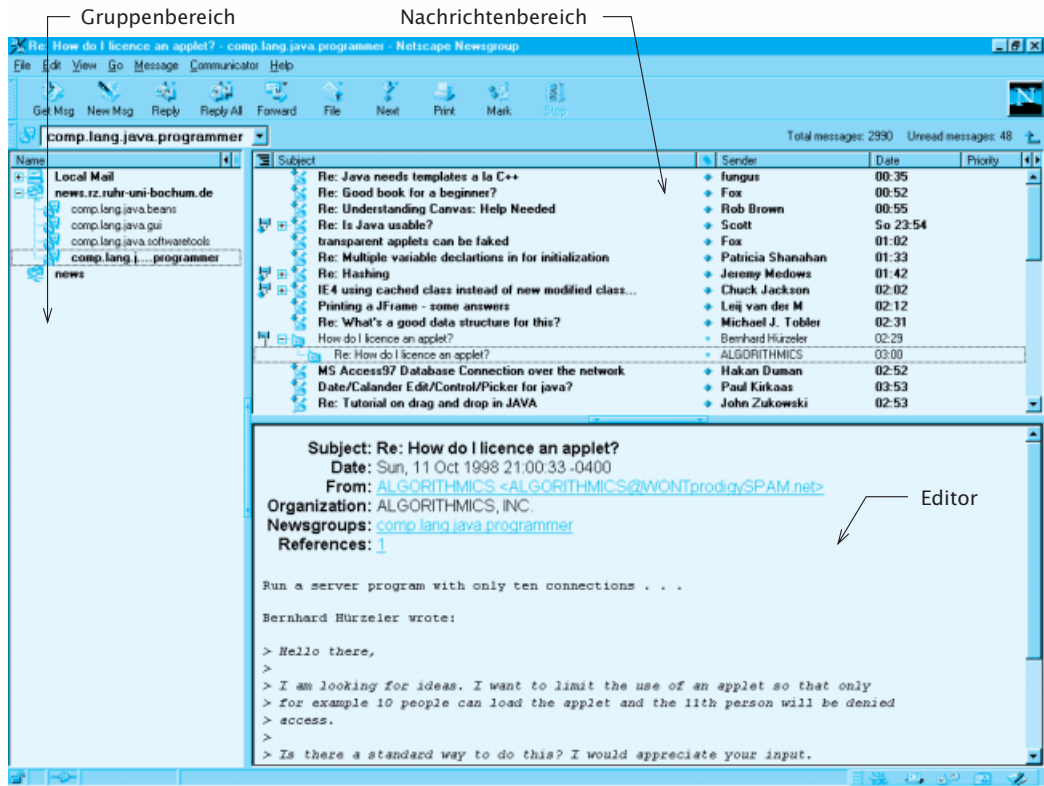 Gruppenbereich
Nachrichtenbereich
Re: How do I licence an applet? - comp.lang.java.programmer - Netscape Newsgroup
File Edit View Go Message Communicator Help
Get Msg New Msg Reply Reply All Forward File Next Print Mark Stop
N
comp.lang.java.programmer
Total messages: 2990 Unread messages: 48
Name
Local Mail
news.rz.ruhr-uni-bochum.de
comp.lang.java.beans
comp.lang.java.gui
comp.lang.java.softwaretools
comp.lang.j....programmer
news
Subject Sender Date Priority
Re: Java needs templates a la C++ fungus 00:35
Re: Good book for a beginner? Fox 00:52
Re: Understanding Canvas: Help Needed Rob Brown 00:55
Re: Is Java usable? Scott So 23:54
transparent applets can be faked Fox 01:02
Re: Multiple variable declartions in for initialization Patricia Shanahan 01:33
Re: Hashing Jeremy Medows 01:42
IE4 using cached class instead of new modified class... Chuck Jackson 02:02
Printing a JFrame - some answers Leij van der M 02:12
Re: What's a good data structure for this? Michael J. Tobler 02:31
How do I licence an applet? Bernhard Hürzeler 02:29
Re: How do I licence an applet? ALGORITHMICS 03:00
MS Access97 Database Connection over the network Hakan Duman 02:52
Date/Calander Edit/Control/Picker for java? Paul Kirkaas 03:53
Re: Tutorial on drag and drop in JAVA John Zukowski 02:53
Subject: Re: How do I licence an applet?
Date: Sun, 11 Oct 1998 21:00:33 -0400
From: ALGORITHMICS <ALGORITHMICS@WONTprodigySPAM.net>
Organization: ALGORITHMICS, INC.
Newsgroups: comp.lang.java.programmer
References: 1
Editor
Run a server program with only ten connections . . .
Bernhard Hürzeler wrote:
> Hello there,
>
> I am looking for ideas. I want to limit the use of an applet so that only
> for example 10 people can load the applet and the 11th person will be denied
> access.
>
> Is there a standard way to do this? I would appreciate your input.